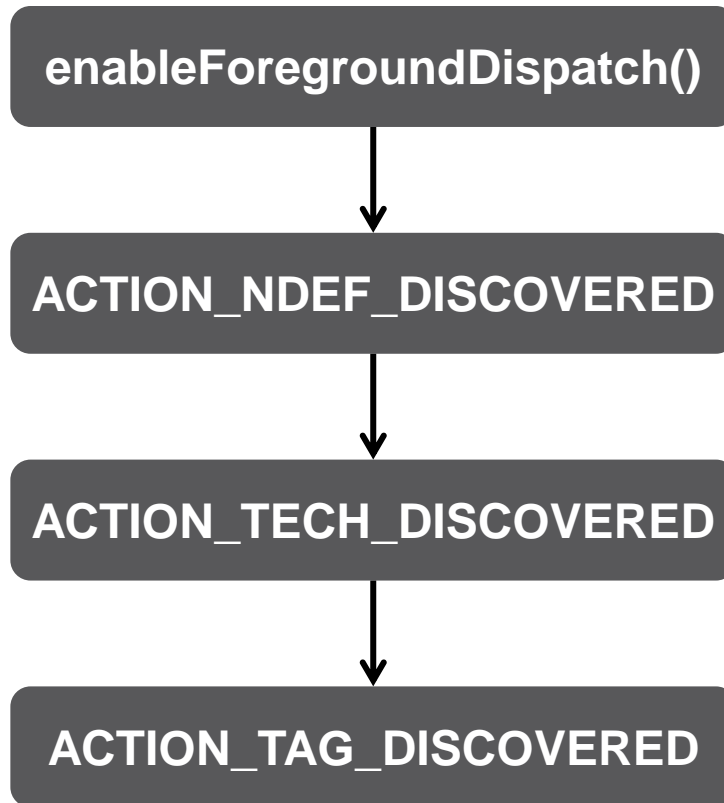 enableForegroundDispatch()
ACTION_NDEF_DISCOVERED
ACTION_TECH_DISCOVERED
ACTION_TAG_DISCOVERED